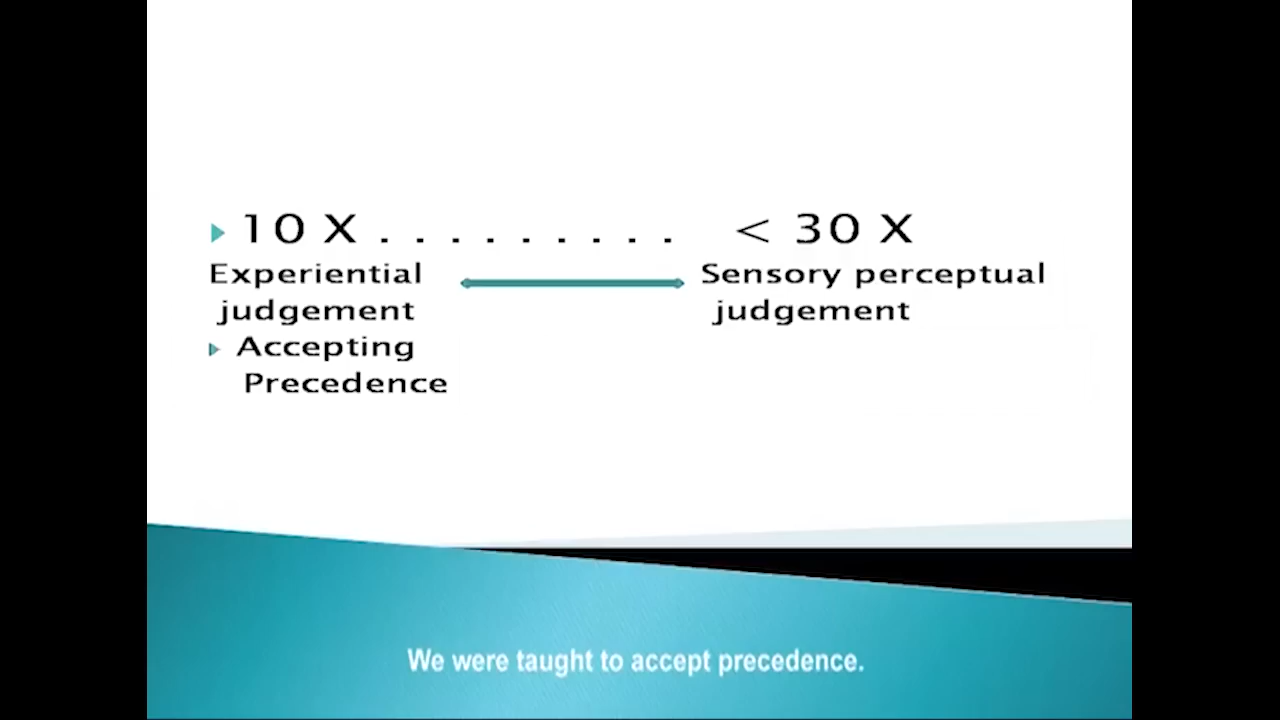 10 X . . . . . . . . . < 30 X
Experiential Sensory perceptual
judgement judgement
Accepting
Precedence
We were taught to accept precedence.